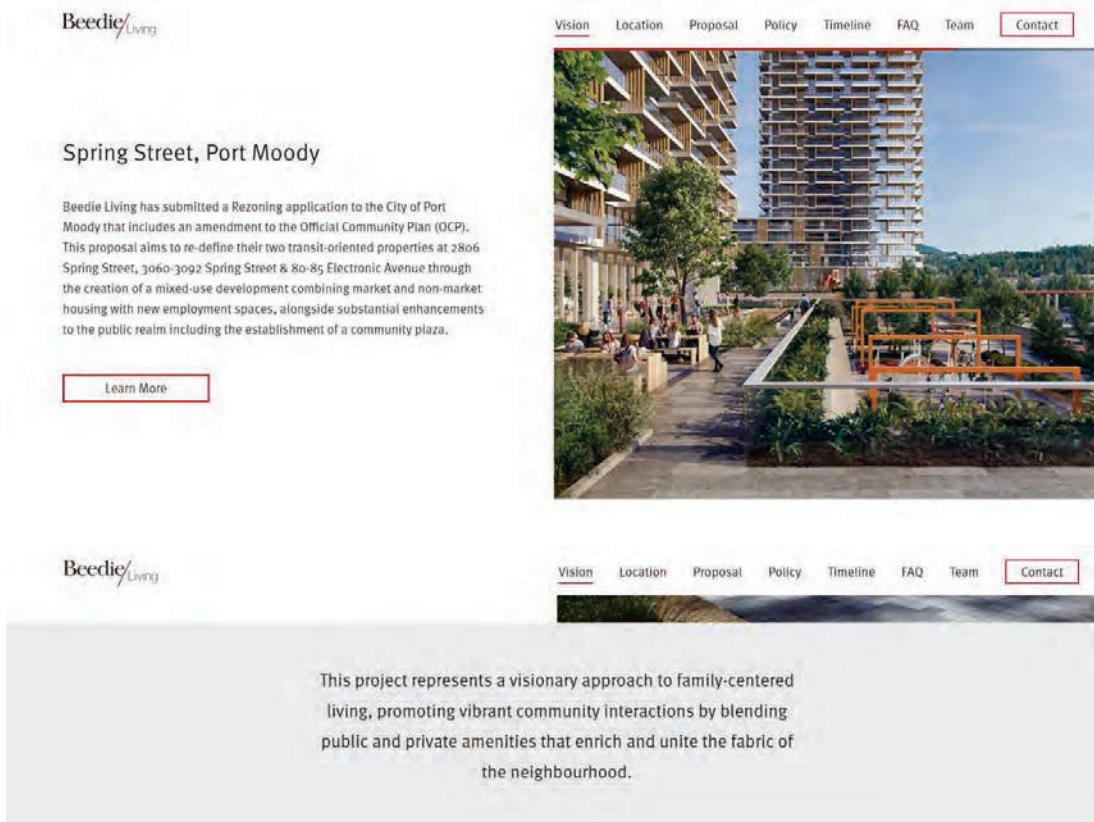 Beedie/Living
Vision Location Proposal Policy Timeline FAQ Team Contact
Spring Street, Port Moody
Beedie Living has submitted a Rezoning application to the City of Port
Moody that includes an amendment to the Official Community Plan (OCP).
This proposal aims to re-define their two transit-oriented properties at 2806
Spring Street, 3060-3092 Spring Street & 80-85 Electronic Avenue through
the creation of a mixed-use development combining market and non-market
housing with new employment spaces, alongside substantial enhancements
to the public realm including the establishment of a community plaza.
Learn More
Beedie/Living
Vision Location Proposal Policy Timeline FAQ Team Contact
This project represents a visionary approach to family-centered
living, promoting vibrant community interactions by blending
public and private amenities that enrich and unite the fabric of
the neighbourhood.